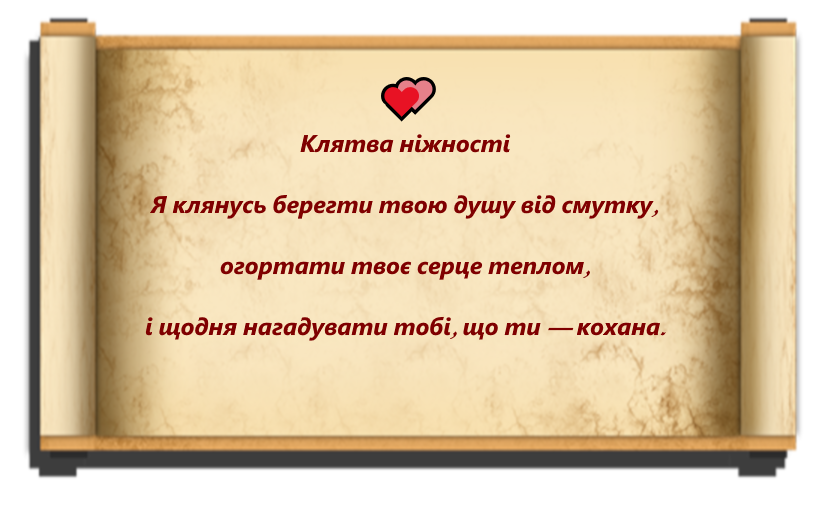 Клятва ніжності
Я клянусь берегти твою душу від смутку,
огортати твоє серце теплом,
і щодня нагадувати тобі, що ти — кохана.